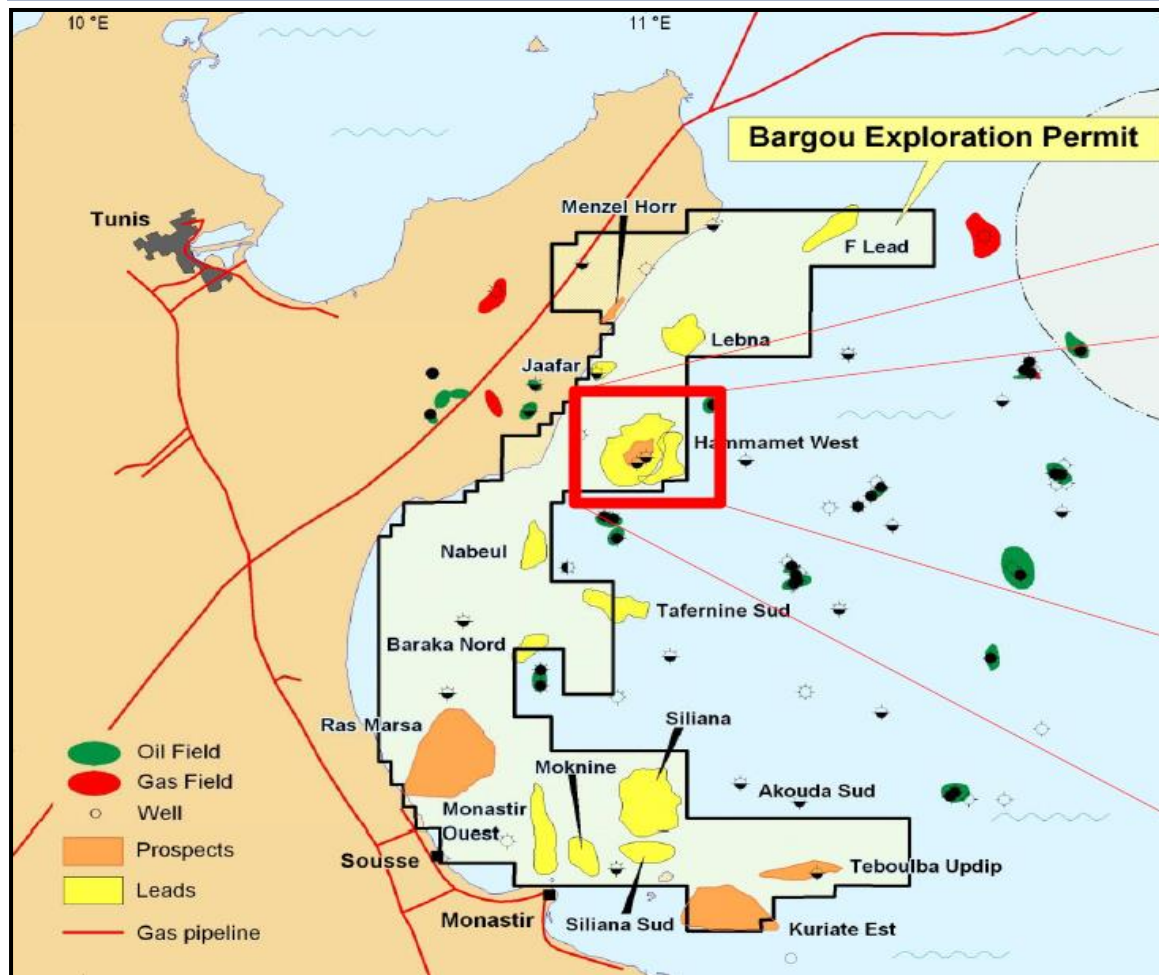 10 °E
11 °E
Bargou Exploration Permit
Menzel Horr
Tunis
F Lead
Lebna
Jaafar
Hammamet West
Nabeul
Tafernine Sud
Baraka Nord
Ras Marsa
Siliana
Moknine
Akouda Sud
Monastir
Ouest
Teboulba Updip
Sousse
Monastir
Siliana Sud
Kuriate Est
Oil Field
Gas Field
Well
Prospects
Leads
Gas pipeline